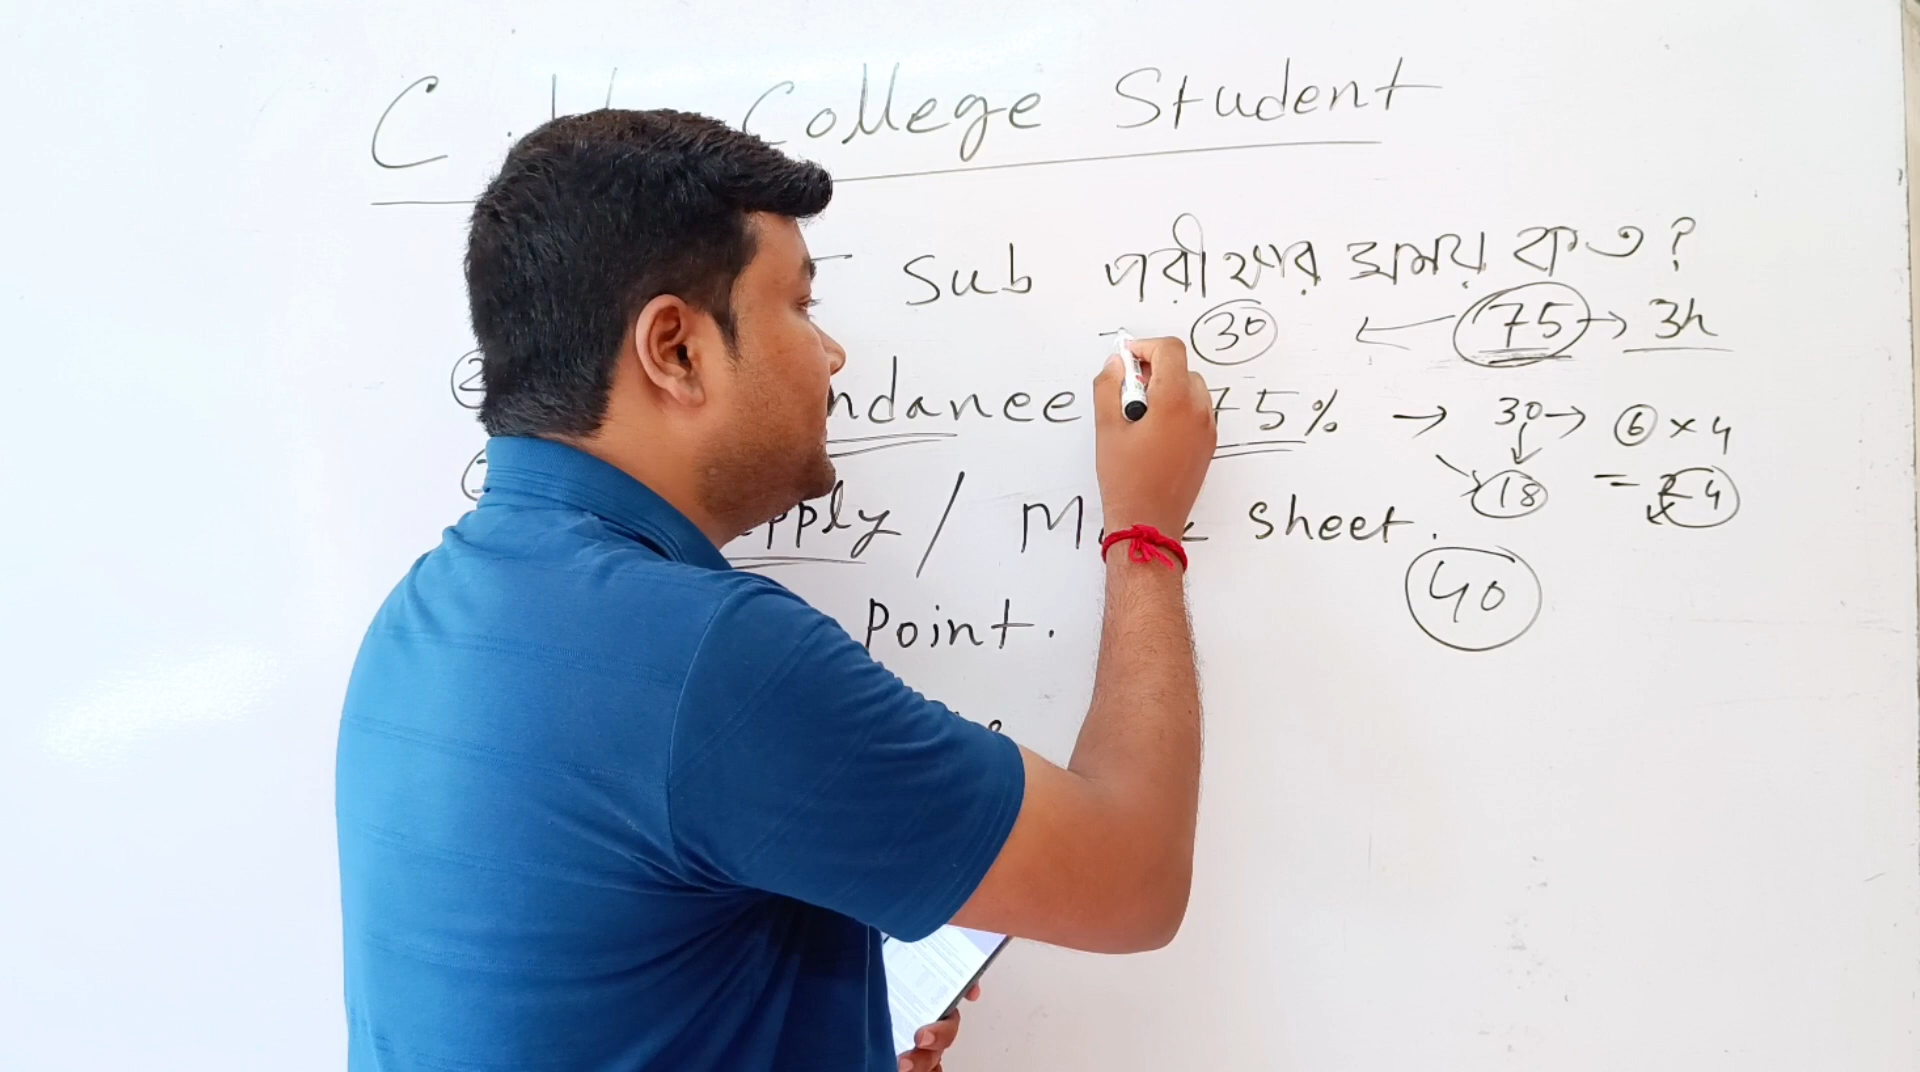 C . College Student
Sub পরীক্ষার সময় কত?
30 ← 75 → 3h
② ndanee 75% → 30 → 6 × 4
18 = 24
pply / M sheet.
40
Point.